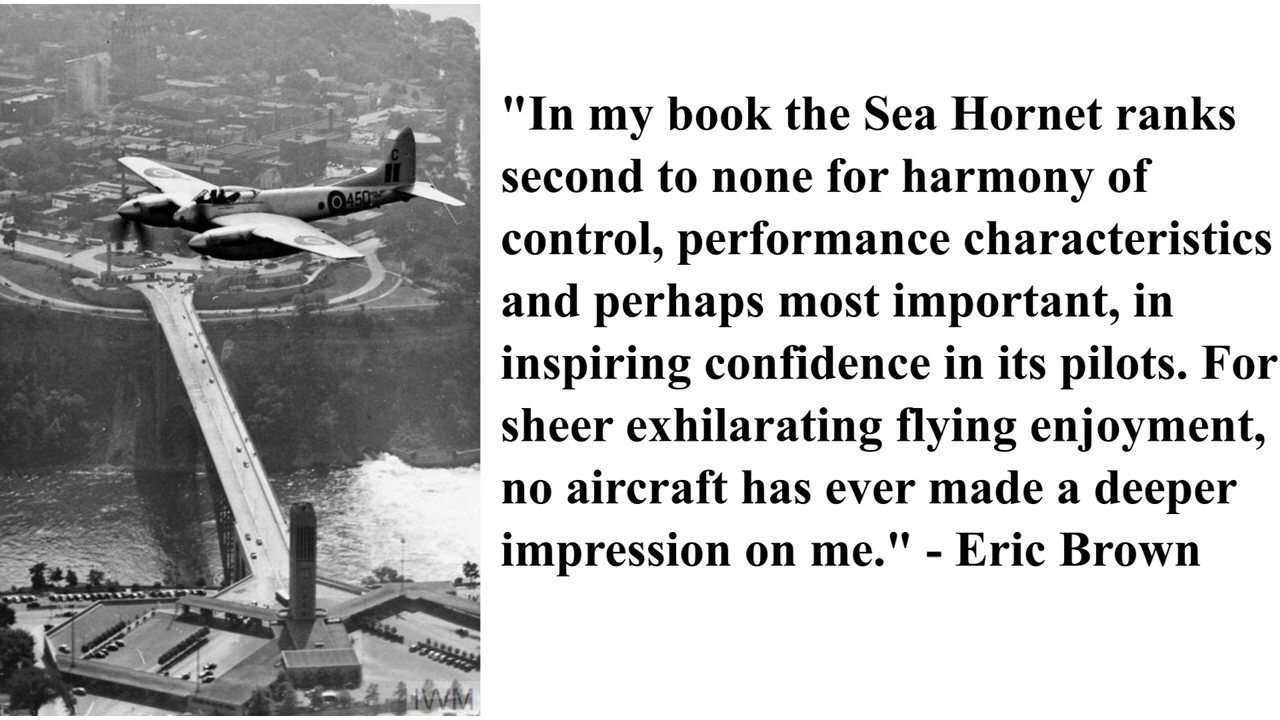 "In my book the Sea Hornet ranks
second to none for harmony of
control, performance characteristics
and perhaps most important, in
inspiring confidence in its pilots. For
sheer exhilarating flying enjoyment,
no aircraft has ever made a deeper
impression on me." - Eric Brown
C
450
IWM